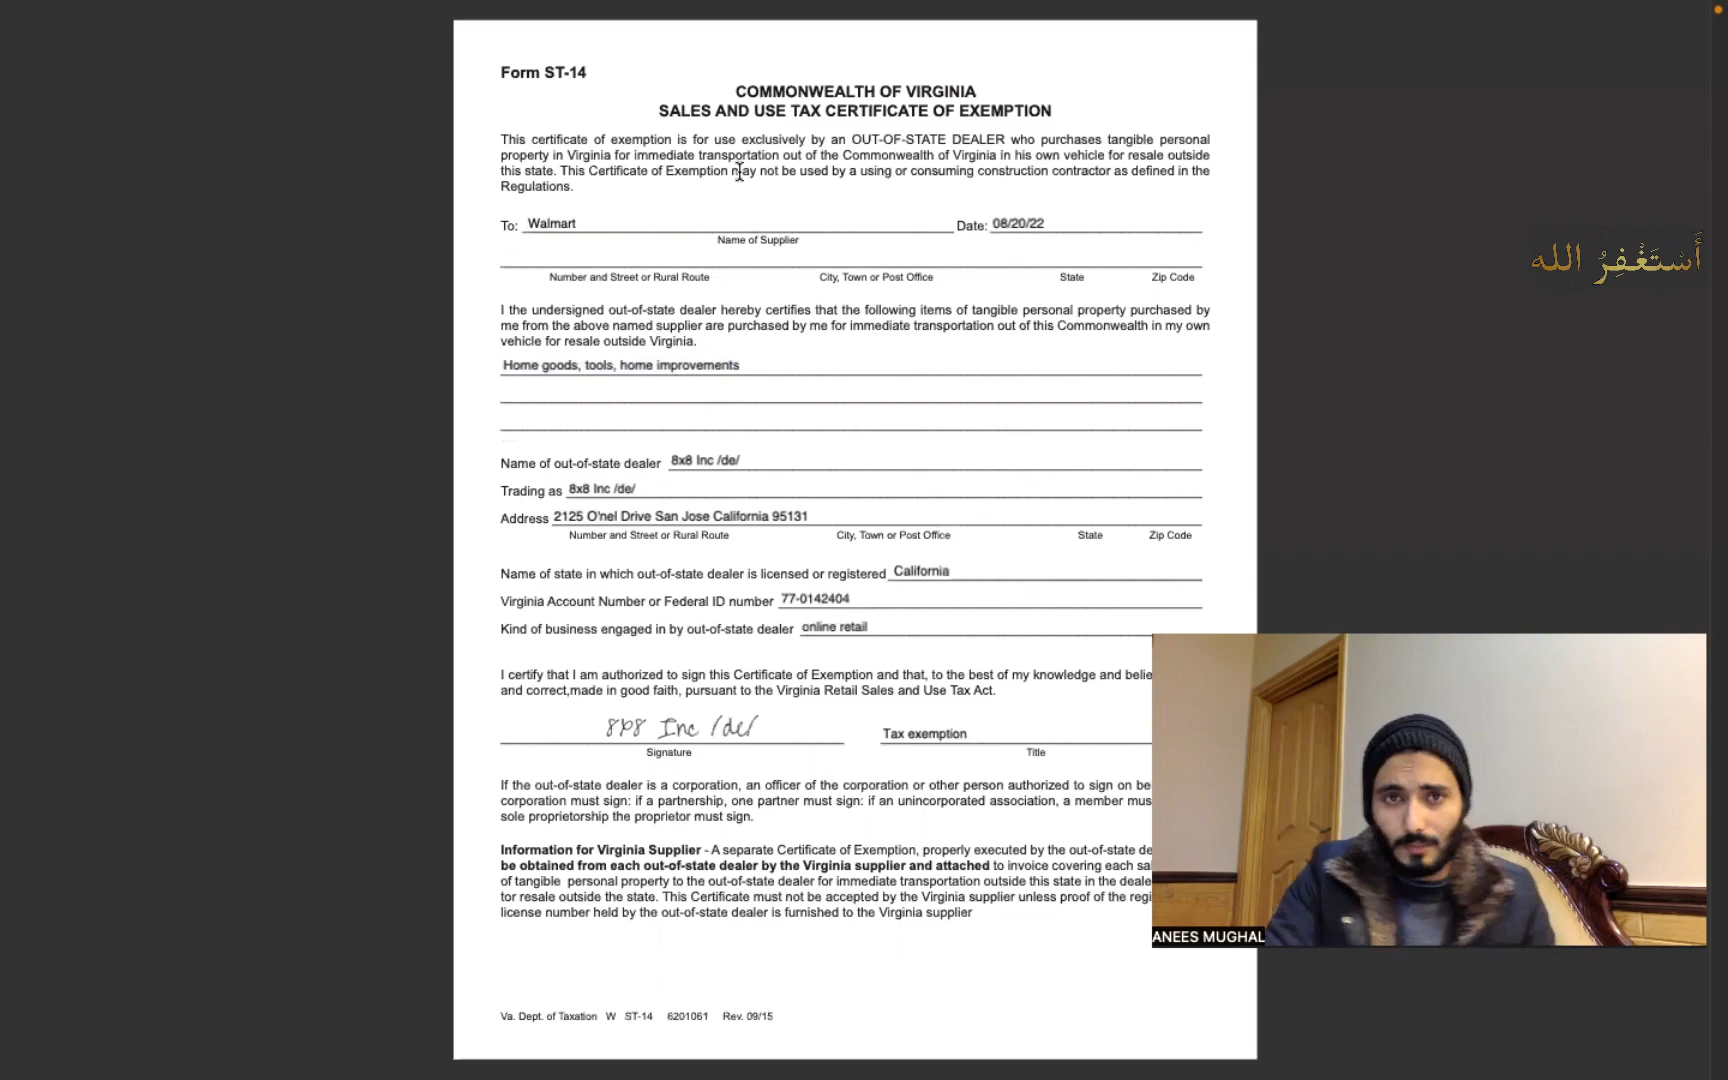 Form ST-14
COMMONWEALTH OF VIRGINIA
SALES AND USE TAX CERTIFICATE OF EXEMPTION
This certificate of exemption is for use exclusively by an OUT-OF-STATE DEALER who purchases tangible personal
property in Virginia for immediate transportation out of the Commonwealth of Virginia in his own vehicle for resale outside
this state. This Certificate of Exemption may not be used by a using or consuming construction contractor as defined in the
Regulations.
To: Walmart Date: 08/20/22
Name of Supplier
Number and Street or Rural Route City, Town or Post Office State Zip Code
أَسْتَغْفِرُ الله
I the undersigned out-of-state dealer hereby certifies that the following items of tangible personal property purchased by
me from the above named supplier are purchased by me for immediate transportation out of this Commonwealth in my own
vehicle for resale outside Virginia.
Home goods, tools, home improvements
Name of out-of-state dealer 8x8 Inc /de/
Trading as 8x8 Inc /de/
Address 2125 O'nel Drive San Jose California 95131
Number and Street or Rural Route City, Town or Post Office State Zip Code
Name of state in which out-of-state dealer is licensed or registered California
Virginia Account Number or Federal ID number 77-0142404
Kind of business engaged in by out-of-state dealer online retail
I certify that I am authorized to sign this Certificate of Exemption and that, to the best of my knowledge and belie
and correct,made in good faith, pursuant to the Virginia Retail Sales and Use Tax Act.
8x8 Inc /de/ Tax exemption
Signature Title
If the out-of-state dealer is a corporation, an officer of the corporation or other person authorized to sign on be
corporation must sign: if a partnership, one partner must sign: if an unincorporated association, a member mus
sole proprietorship the proprietor must sign.
Information for Virginia Supplier - A separate Certificate of Exemption, properly executed by the out-of-state de
be obtained from each out-of-state dealer by the Virginia supplier and attached to invoice covering each sa
of tangible personal property to the out-of-state dealer for immediate transportation outside this state in the deale
tor resale outside the state. This Certificate must not be accepted by the Virginia supplier unless proof of the regi
license number held by the out-of-state dealer is furnished to the Virginia supplier
ANEES MUGHAL
Va. Dept. of Taxation W ST-14 6201061 Rev. 09/15